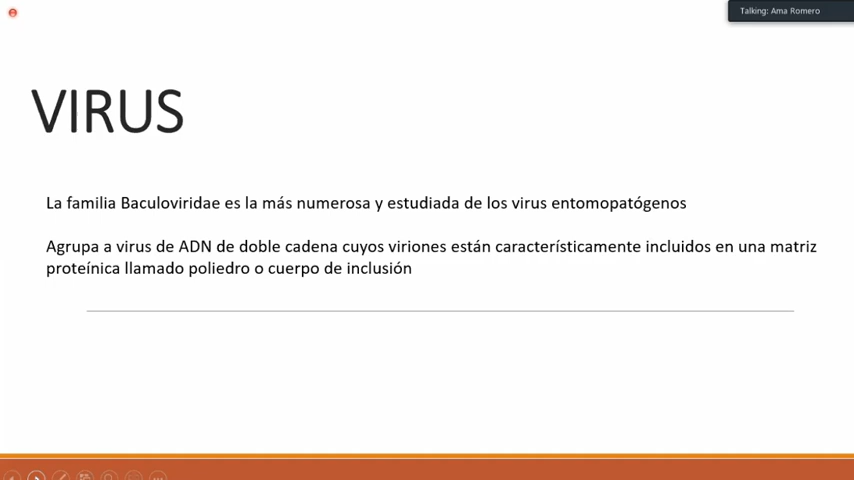 Talking: Ama Romero
VIRUS
La familia Baculoviridae es la más numerosa y estudiada de los virus entomopatógenos
Agrupa a virus de ADN de doble cadena cuyos viriones están característicamente incluidos en una matriz
proteínica llamado poliedro o cuerpo de inclusión